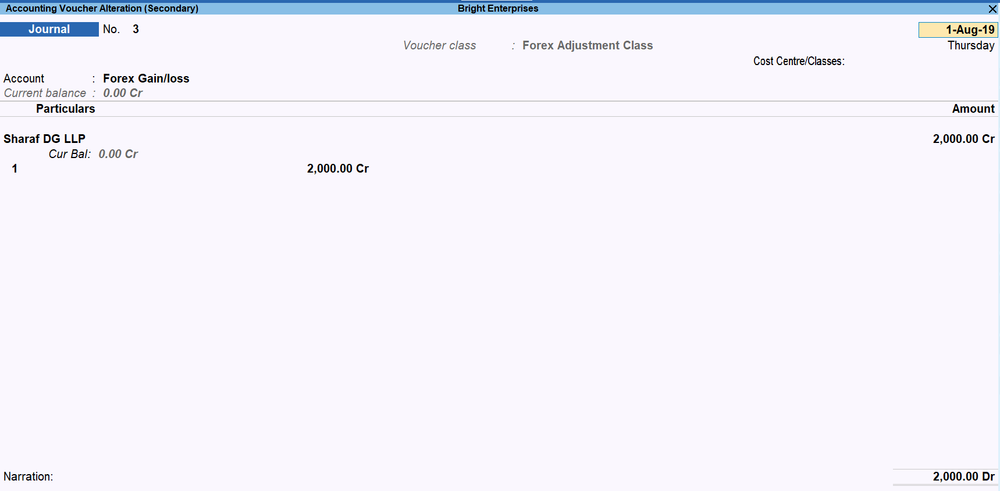 Accounting Voucher Alteration (Secondary) Bright Enterprises
Journal No. 3 1-Aug-19
Voucher class : Forex Adjustment Class Thursday
Cost Centre/Classes:
Account : Forex Gain/loss
Current balance : 0.00 Cr
Particulars Amount
Sharaf DG LLP 2,000.00 Cr
Cur Bal: 0.00 Cr
1 2,000.00 Cr
Narration: 2,000.00 Dr